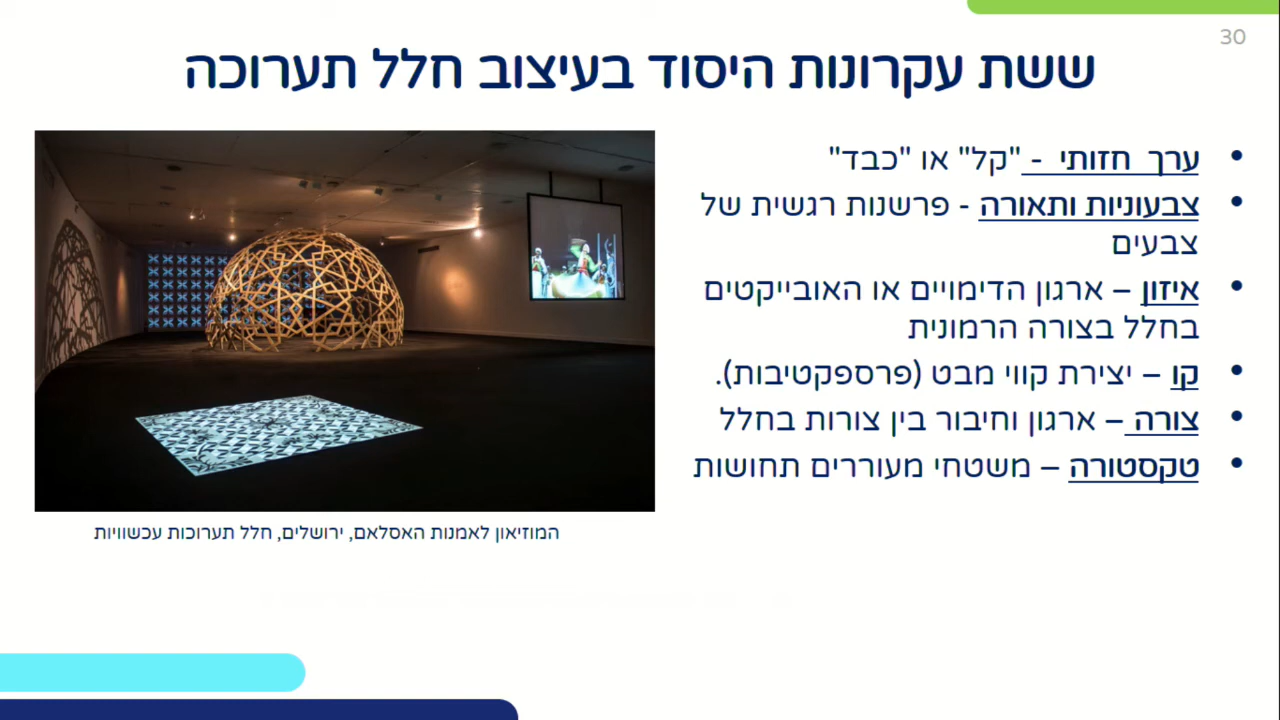 30
ששת עקרונות היסוד בעיצוב חלל תערוכה
• ערך חזותי - "קל" או "כבד"
• צבעוניות ותאורה - פרשנות רגשית של
צבעים
• איזון – ארגון הדימויים או האובייקטים
בחלל בצורה הרמונית
• קו – יצירת קווי מבט (פרספקטיבות).
• צורה – ארגון וחיבור בין צורות בחלל
• טקסטורה – משטחי מעוררים תחושות
המוזיאון לאמנות האסלאם, ירושלים, חלל תערוכות עכשוויות